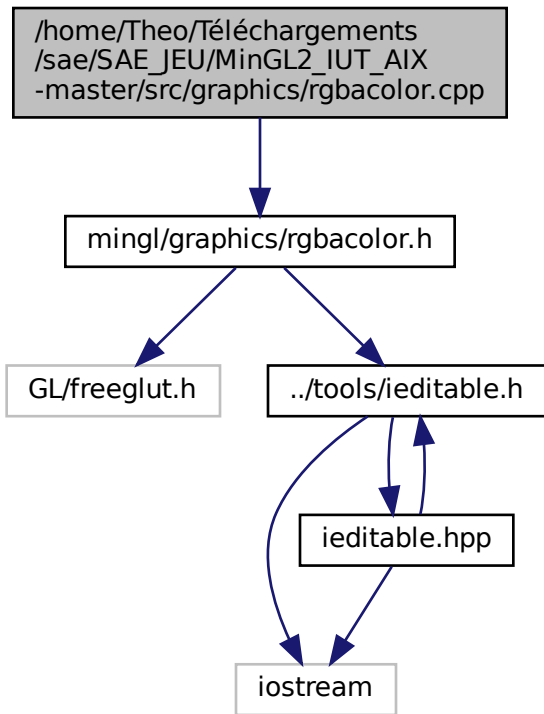 /home/Theo/Téléchargements
/sae/SAE_JEU/MinGL2_IUT_AIX
-master/src/graphics/rgbacolor.cpp
mingl/graphics/rgbacolor.h
GL/freeglut.h
../tools/ieditable.h
ieditable.hpp
iostream